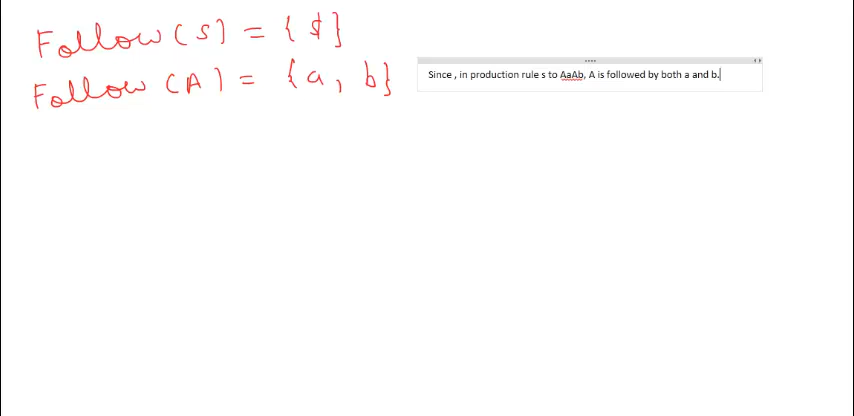 Follow(S) = {$}
Follow(A) = {a, b}
Since , in production rule s to AaAb, A is followed by both a and b.